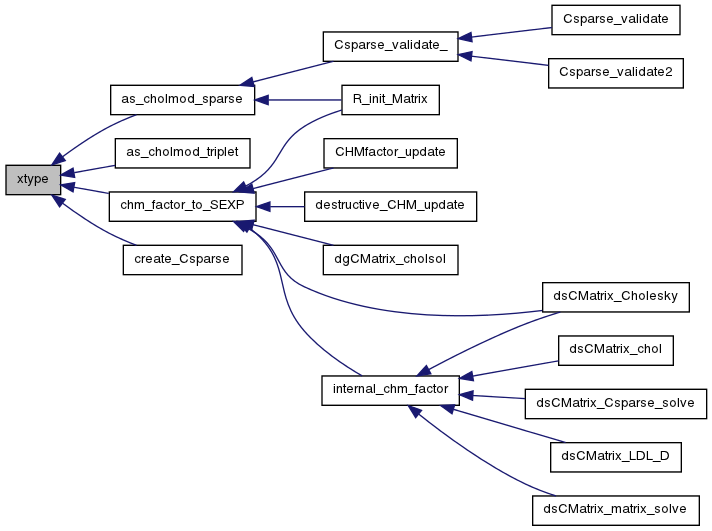 Csparse_validate
Csparse_validate_
Csparse_validate2
as_cholmod_sparse
R_init_Matrix
as_cholmod_triplet
CHMfactor_update
xtype
chm_factor_to_SEXP
destructive_CHM_update
create_Csparse
dgCMatrix_cholsol
dsCMatrix_Cholesky
dsCMatrix_chol
internal_chm_factor
dsCMatrix_Csparse_solve
dsCMatrix_LDL_D
dsCMatrix_matrix_solve